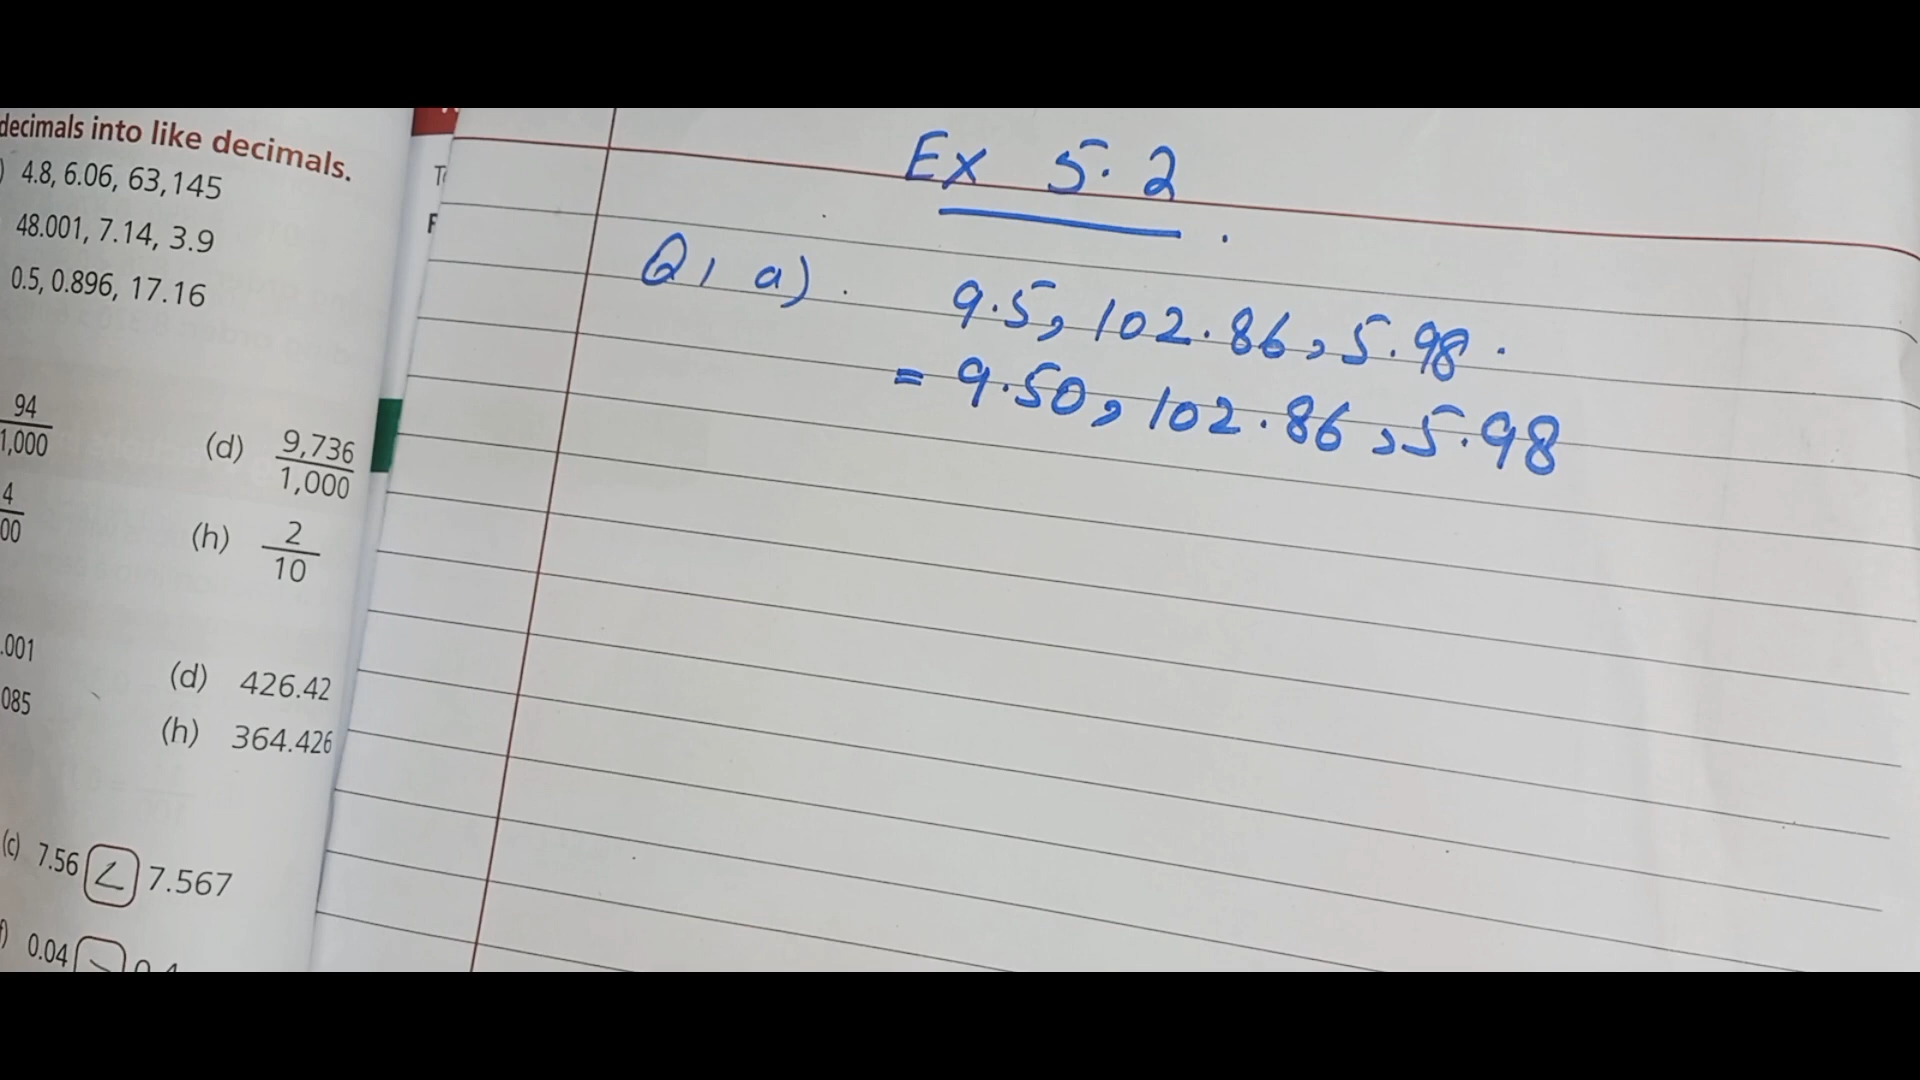 decimals into like decimals.
) 4.8, 6.06, 63,145
48.001, 7.14, 3.9
0.5, 0.896, 17.16
94
1,000
(d) 9,736
1,000
4
00
(h) 2
10
.001
(d) 426.42
085
(h) 364.426
(c) 7.56 < 7.567
) 0.04
Ex 5.2
Q1 a). 9.5, 102.86, 5.98.
= 9.50, 102.86, 5.98